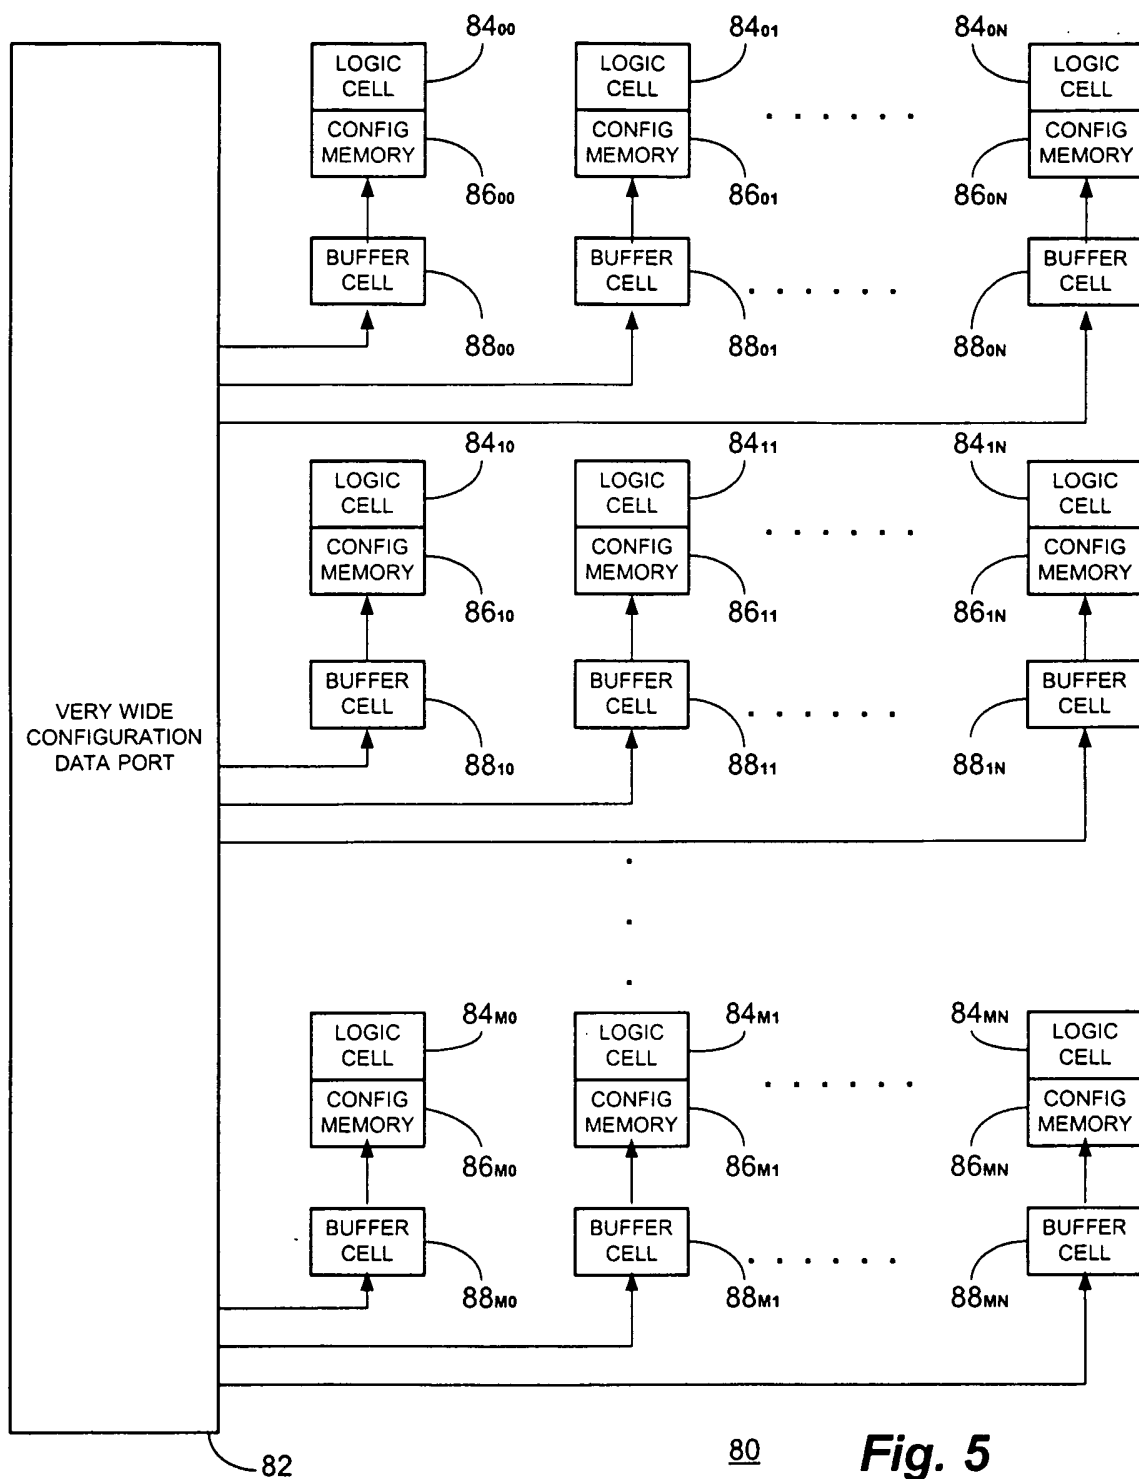 84₀₀ 84₀₁ 84₀N
LOGIC CELL LOGIC CELL LOGIC CELL
CONFIG MEMORY CONFIG MEMORY CONFIG MEMORY
86₀₀ 86₀₁ 86₀N
BUFFER CELL BUFFER CELL BUFFER CELL
88₀₀ 88₀₁ 88₀N
84₁₀ 84₁₁ 84₁N
LOGIC CELL LOGIC CELL LOGIC CELL
CONFIG MEMORY CONFIG MEMORY CONFIG MEMORY
86₁₀ 86₁₁ 86₁N
BUFFER CELL BUFFER CELL BUFFER CELL
VERY WIDE
CONFIGURATION
DATA PORT
88₁₀ 88₁₁ 88₁N
84M0 84M1 84MN
LOGIC CELL LOGIC CELL LOGIC CELL
CONFIG MEMORY CONFIG MEMORY CONFIG MEMORY
86M0 86M1 86MN
BUFFER CELL BUFFER CELL BUFFER CELL
88M0 88M1 88MN
82
80
Fig. 5